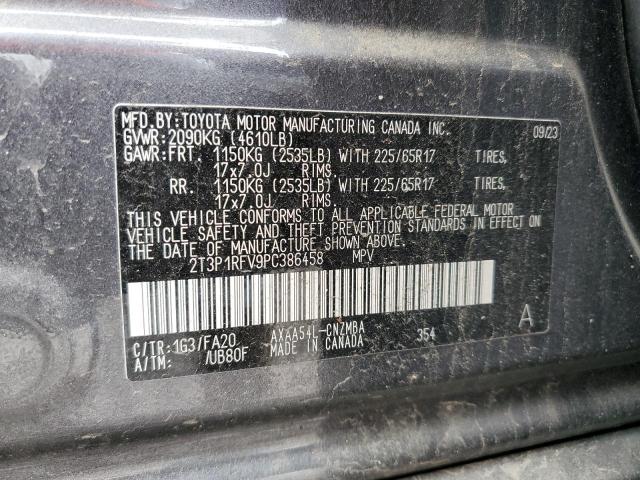 MFD.BY:TOYOTA MOTOR MANUFACTURING CANADA INC. 09/23
GVWR:2090KG (4610LB)
GAWR:FRT. 1150KG (2535LB) WITH 225/65R17 TIRES,
17x7.0J RIMS.
RR. 1150KG (2535LB) WITH 225/65R17 TIRES,
17x7.0J RIMS.
THIS VEHICLE CONFORMS TO ALL APPLICABLE FEDERAL MOTOR
VEHICLE SAFETY AND THEFT PREVENTION STANDARDS IN EFFECT ON
THE DATE OF MANUFACTURE SHOWN ABOVE.
2T3P1RFV9PC386458 MPV
C/TR:1G3/FA20 AXAA54L-CNZMBA 354 A
A/TM: /UB80F MADE IN CANADA